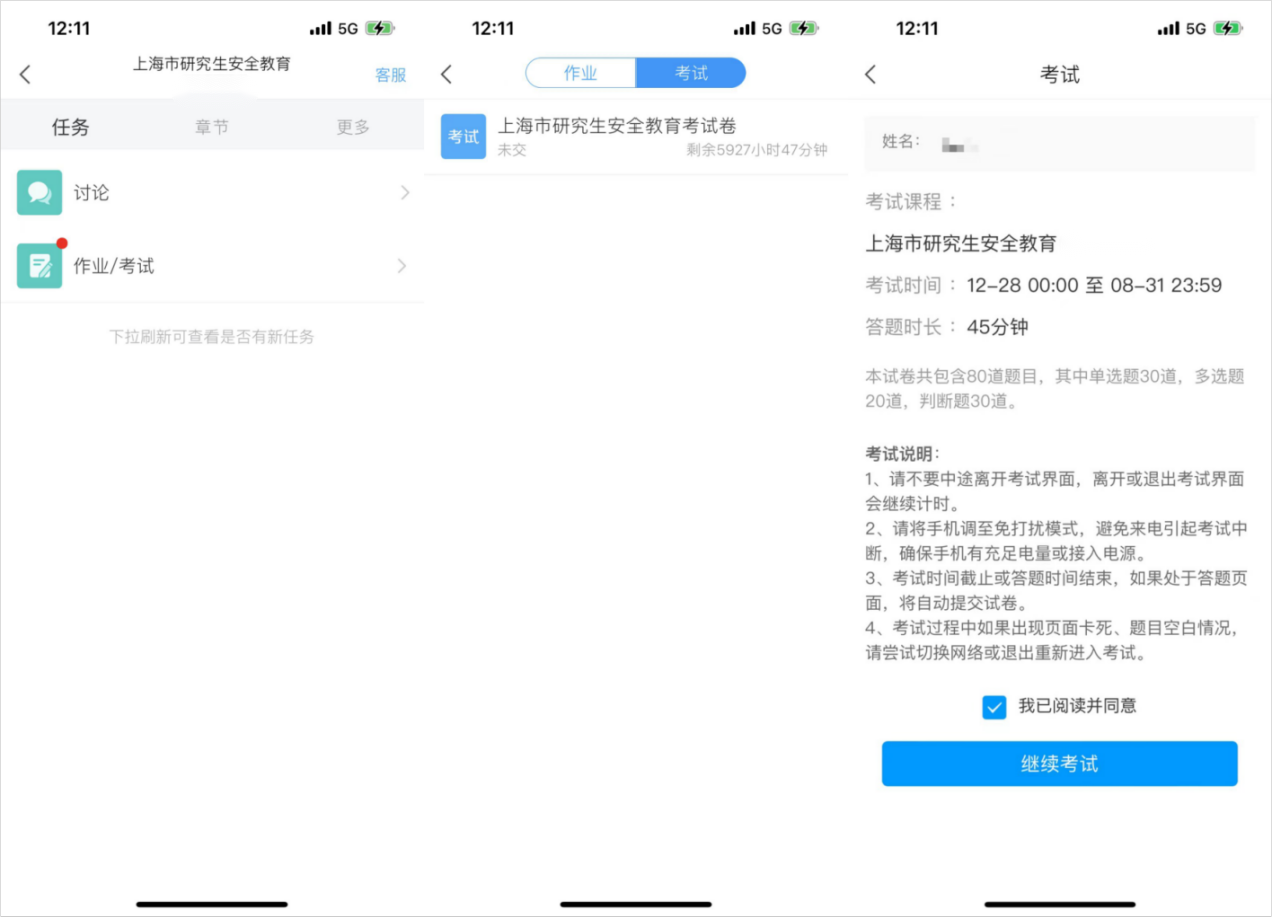 12:11
5G
上海市研究生安全教育
客服
任务
章节
更多
讨论
作业/考试
下拉刷新可查看是否有新任务
12:11
5G
作业
考试
考试
上海市研究生安全教育考试卷
未交
剩余5927小时47分钟
12:11
5G
考试
姓名：
考试课程：
上海市研究生安全教育
考试时间：12-28 00:00 至 08-31 23:59
答题时长：45分钟
本试卷共包含80道题目，其中单选题30道，多选题
20道，判断题30道。
考试说明：
1、请不要中途离开考试界面，离开或退出考试界面
会继续计时。
2、请将手机调至免打扰模式，避免来电引起考试中
断，确保手机有充足电量或接入电源。
3、考试时间截止或答题时间结束，如果处于答题页
面，将自动提交试卷。
4、考试过程中如果出现页面卡死、题目空白情况，
请尝试切换网络或退出重新进入考试。
我已阅读并同意
继续考试